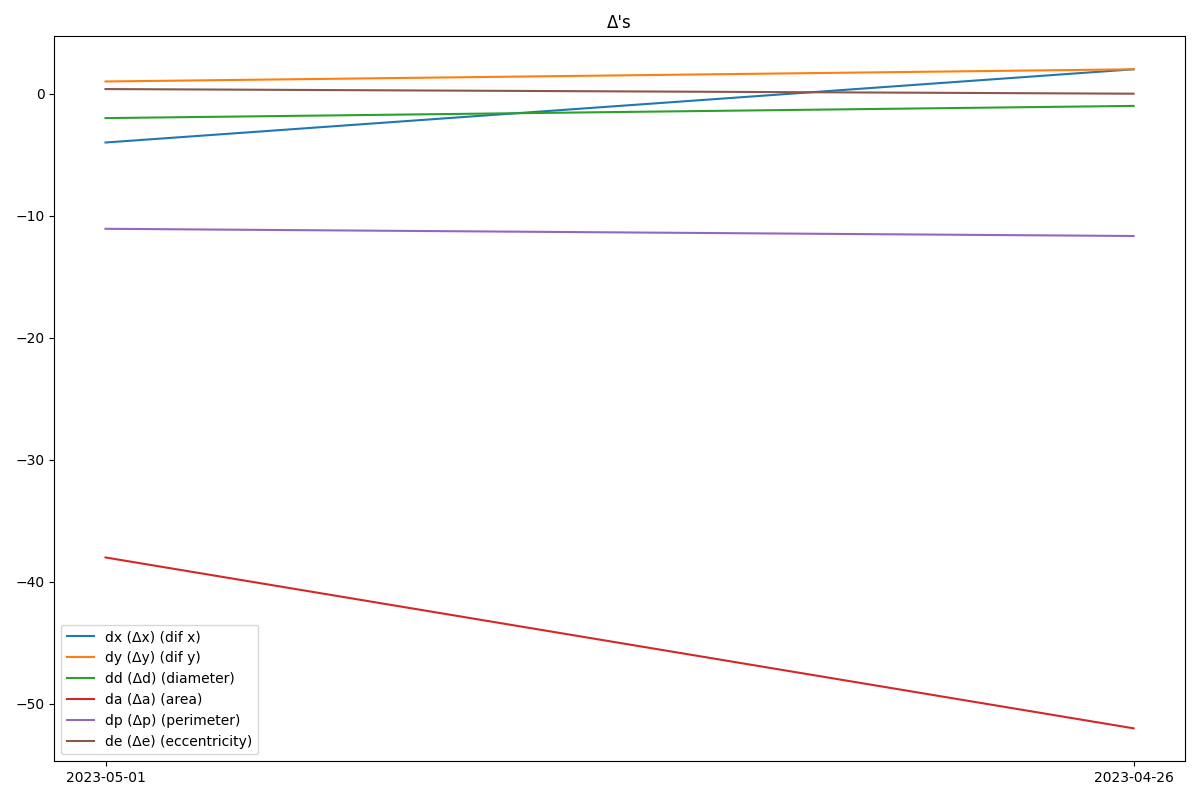 Δ's
0
−10
−20
−30
−40
−50
dx (Δx) (dif x)
dy (Δy) (dif y)
dd (Δd) (diameter)
da (Δa) (area)
dp (Δp) (perimeter)
de (Δe) (eccentricity)
2023-05-01
2023-04-26